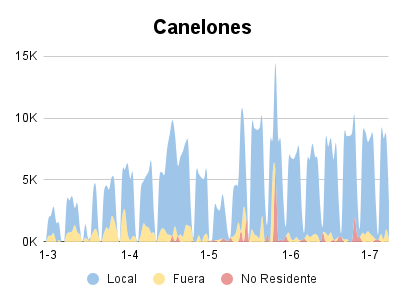 Canelones
15K
10K
5K
0K
1-3 1-4 1-5 1-6 1-7
Local Fuera No Residente